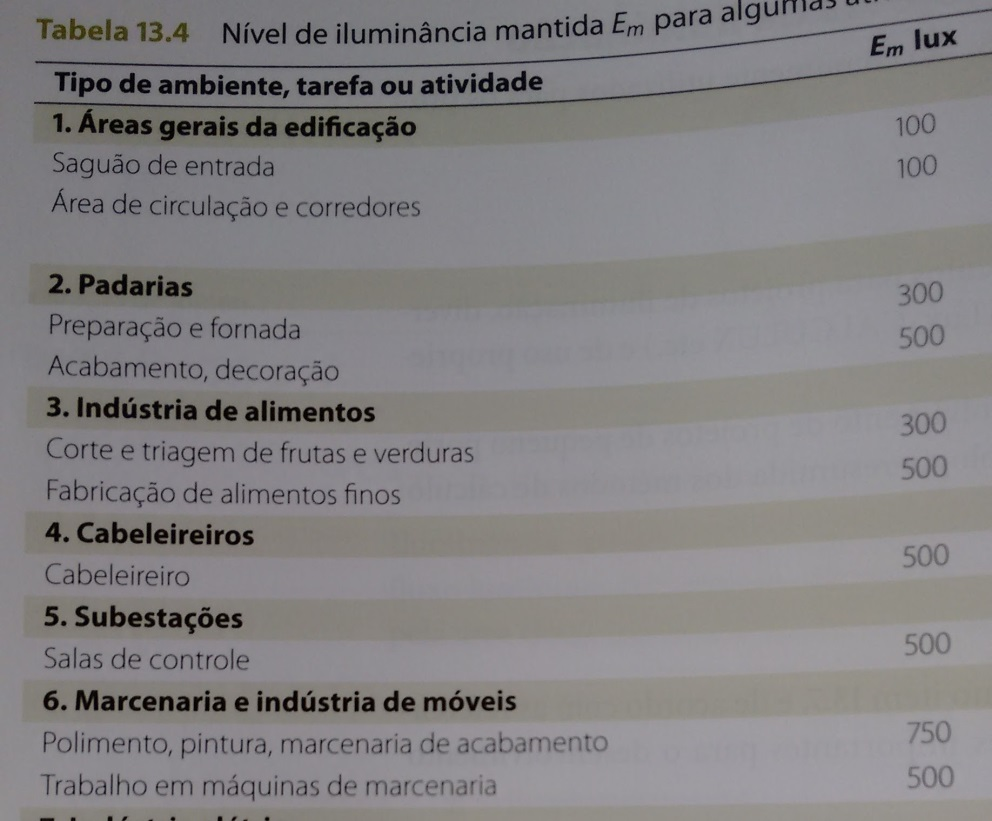 Tabela 13.4 Nível de iluminância mantida Em para algumas
Tipo de ambiente, tarefa ou atividade Em lux
1. Áreas gerais da edificação
Saguão de entrada 100
Área de circulação e corredores 100
2. Padarias
Preparação e fornada 300
Acabamento, decoração 500
3. Indústria de alimentos
Corte e triagem de frutas e verduras 300
Fabricação de alimentos finos 500
4. Cabeleireiros
Cabeleireiro 500
5. Subestações
Salas de controle 500
6. Marcenaria e indústria de móveis
Polimento, pintura, marcenaria de acabamento 750
Trabalho em máquinas de marcenaria 500